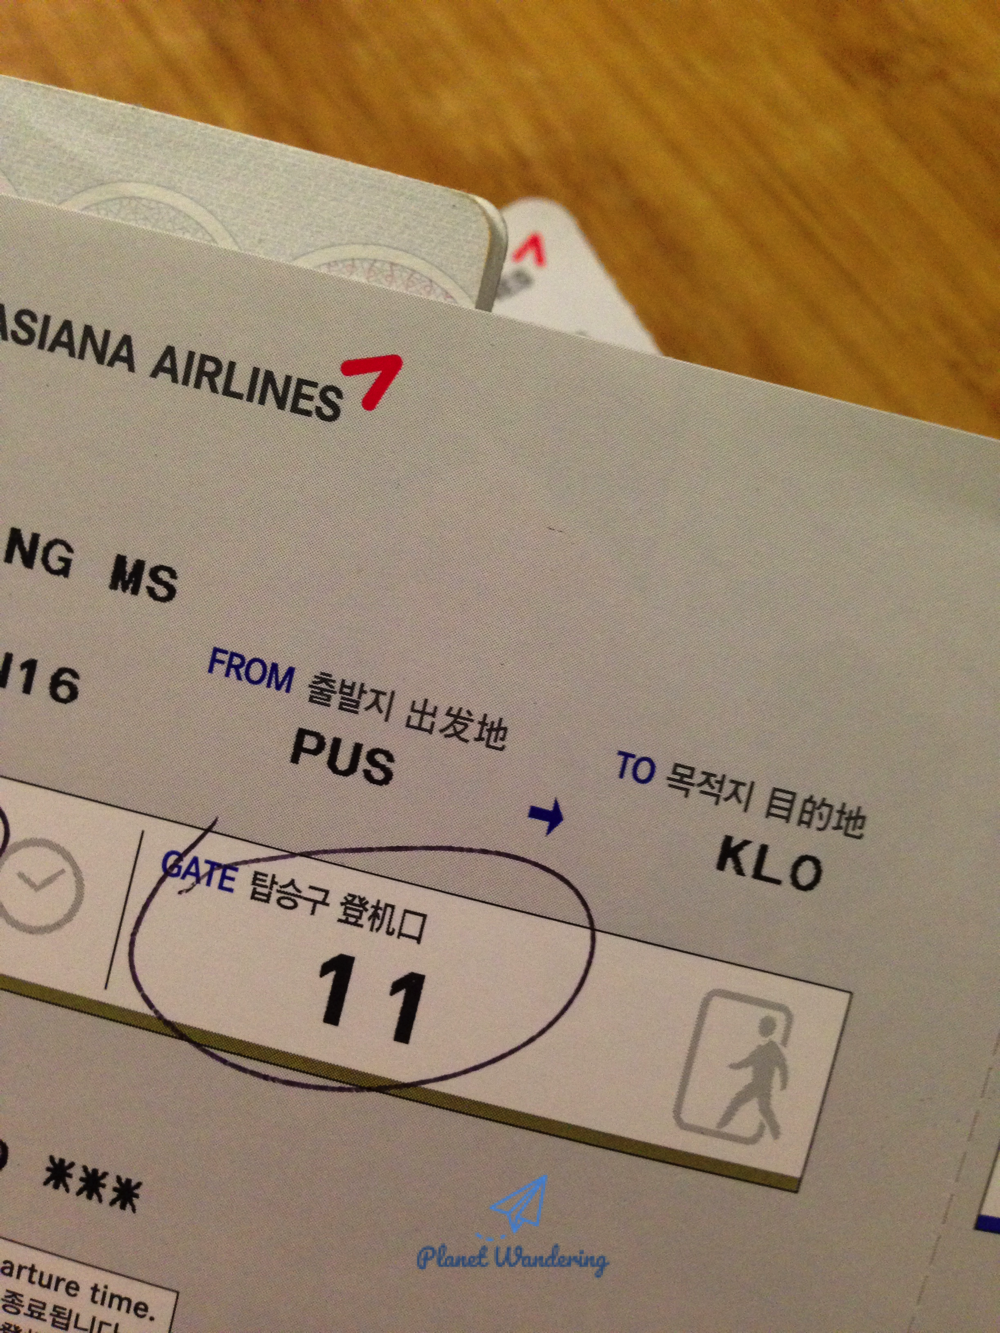 ASIANA AIRLINES
NG MS
16
FROM 출발지 出发地
PUS
TO 목적지 目的地
KLO
GATE 탑승구 登机口
11
***
arture time.
종료됩니다
Planet Wandering